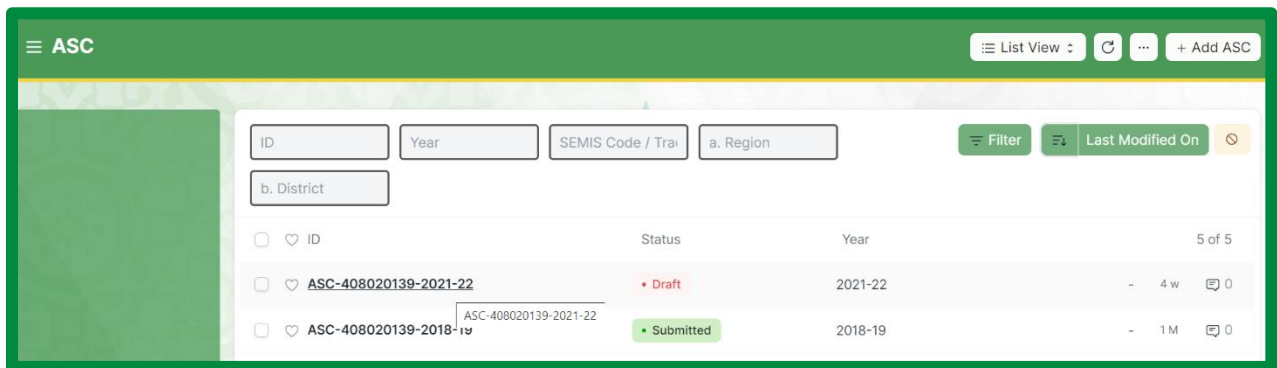 ASC
List View
...
+ Add ASC
ID
Year
SEMIS Code / Tra
a. Region
Filter
Last Modified On
b. District
ID Status Year 5 of 5
ASC-408020139-2021-22 • Draft 2021-22 - 4 w 0
ASC-408020139-2021-22
ASC-408020139-2018-19 • Submitted 2018-19 - 1 M 0